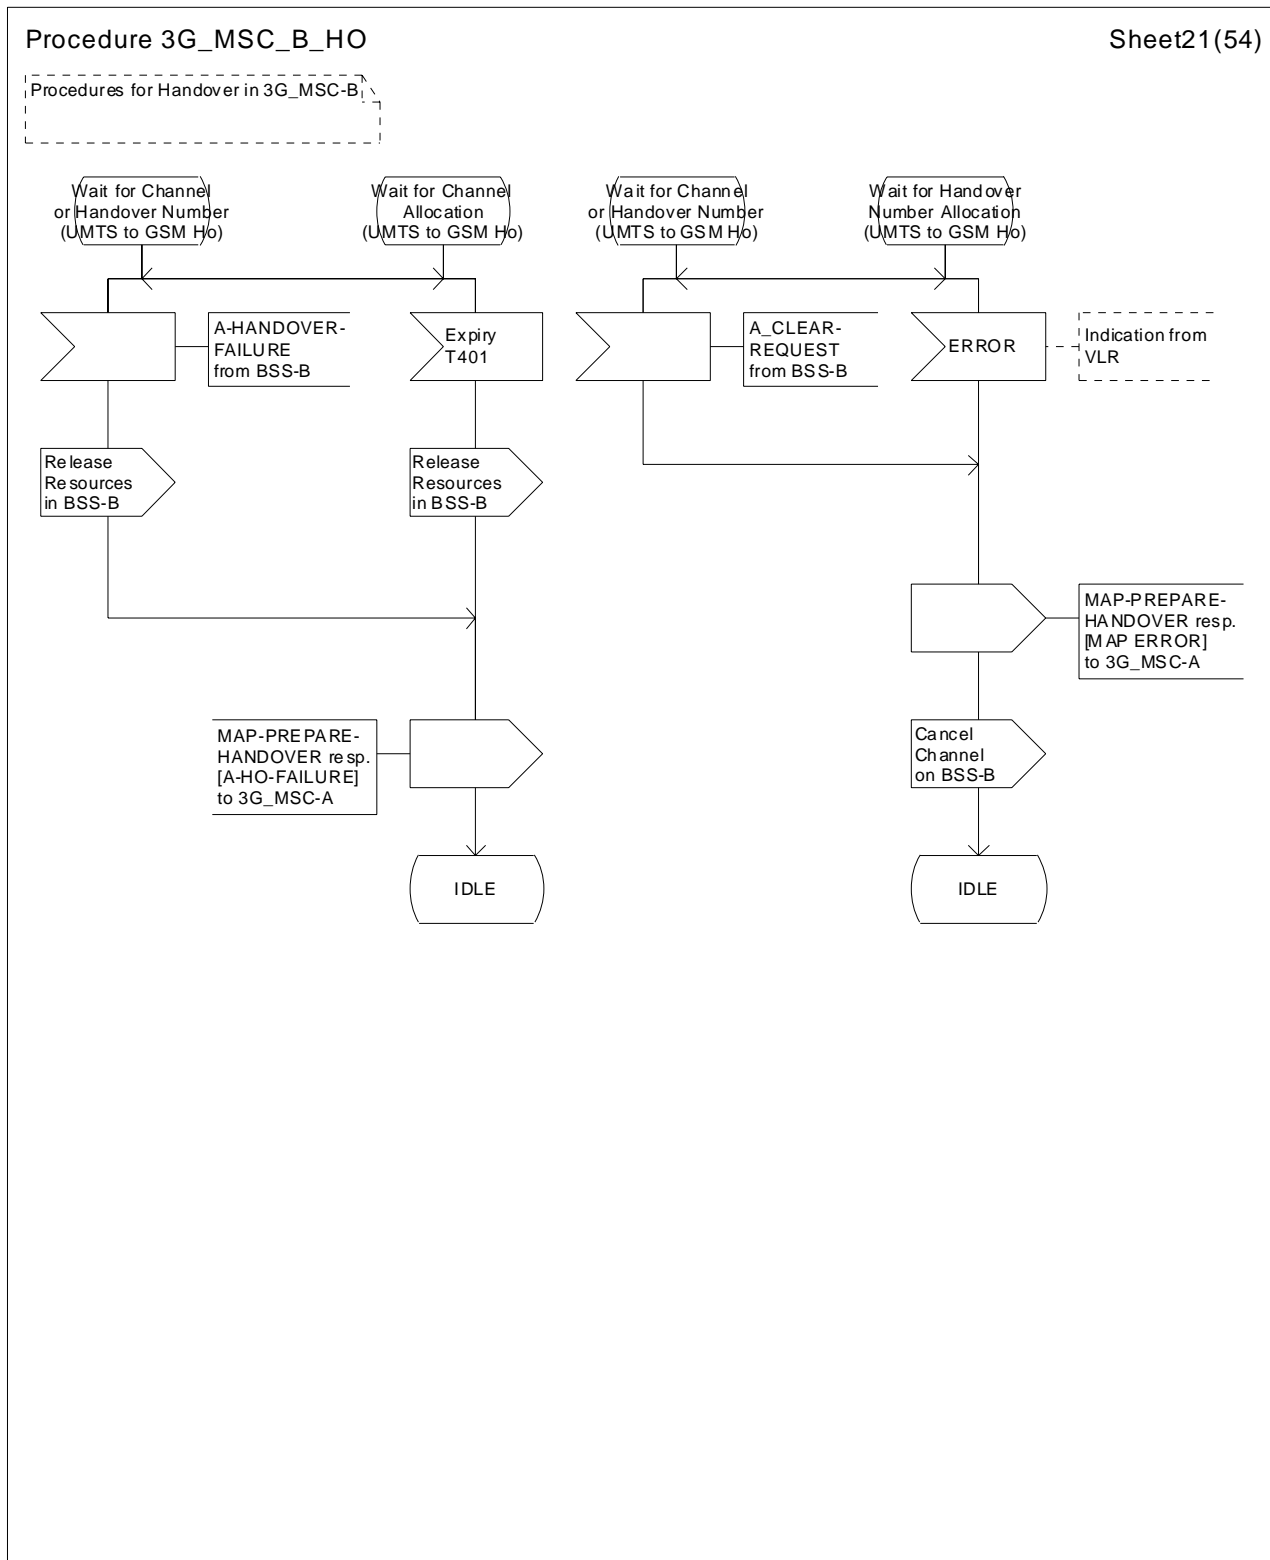 Procedure 3G_MSC_B_HO
Sheet21(54)
Procedures for Handover in 3G_MSC-B
Wait for Channel
or Handover Number
(UMTS to GSM Ho)
Wait for Channel
Allocation
(UMTS to GSM Ho)
Wait for Channel
or Handover Number
(UMTS to GSM Ho)
Wait for Handover
Number Allocation
(UMTS to GSM Ho)
A-HANDOVER-
FAILURE
from BSS-B
Expiry
T401
A_CLEAR-
REQUEST
from BSS-B
ERROR
Indication from
VLR
Release
Resources
in BSS-B
Release
Resources
in BSS-B
MAP-PREPARE-
HANDOVER resp.
[MAP ERROR]
to 3G_MSC-A
MAP-PREPARE-
HANDOVER resp.
[A-HO-FAILURE]
to 3G_MSC-A
Cancel
Channel
on BSS-B
IDLE
IDLE